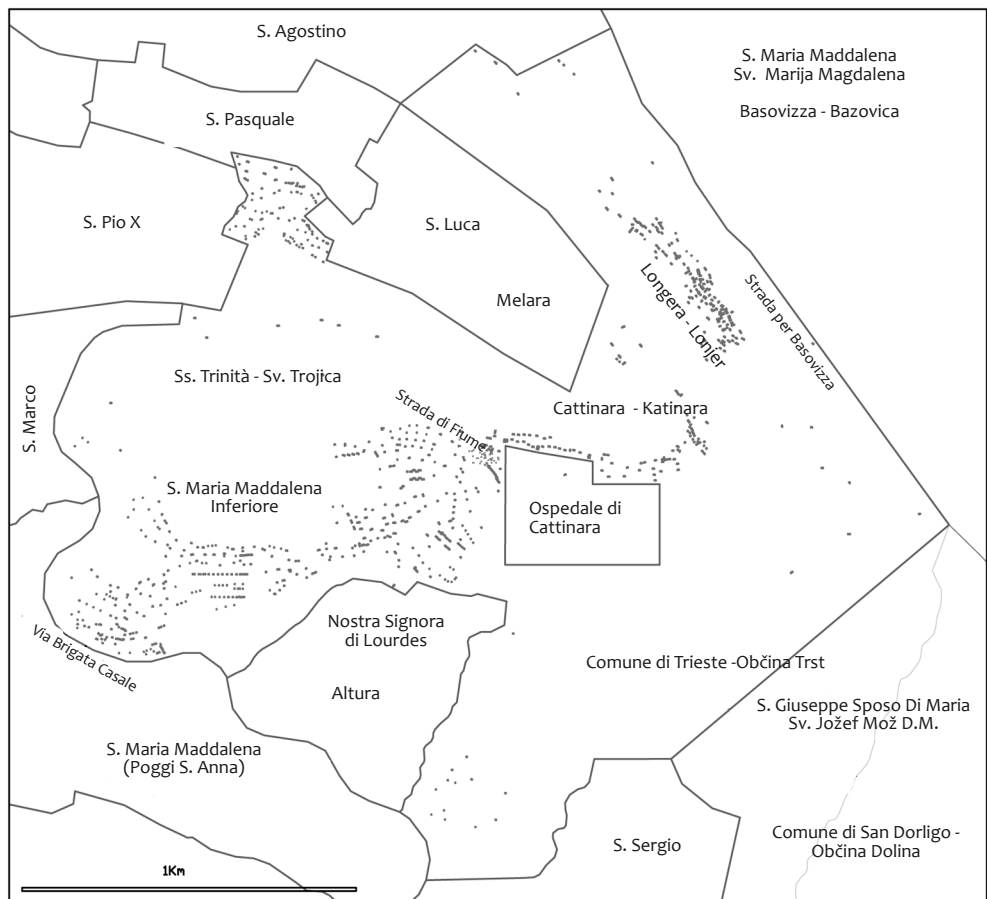 S. Agostino
S. Maria Maddalena
Sv. Marija Magdalena
Basovizza - Bazovica
S. Pasquale
S. Pio X
S. Luca
Melara
Longera - Lonjer
Strada per Basovizza
Ss. Trinità - Sv. Trojica
S. Marco
Strada di Fiume
Cattinara - Katinara
S. Maria Maddalena
Inferiore
Ospedale di
Cattinara
Nostra Signora
di Lourdes
Altura
Via Brigata Casale
Comune di Trieste -Občina Trst
S. Giuseppe Sposo Di Maria
Sv. Jožef Mož D.M.
S. Maria Maddalena
(Poggi S. Anna)
S. Sergio
Comune di San Dorligo -
Občina Dolina
1Km